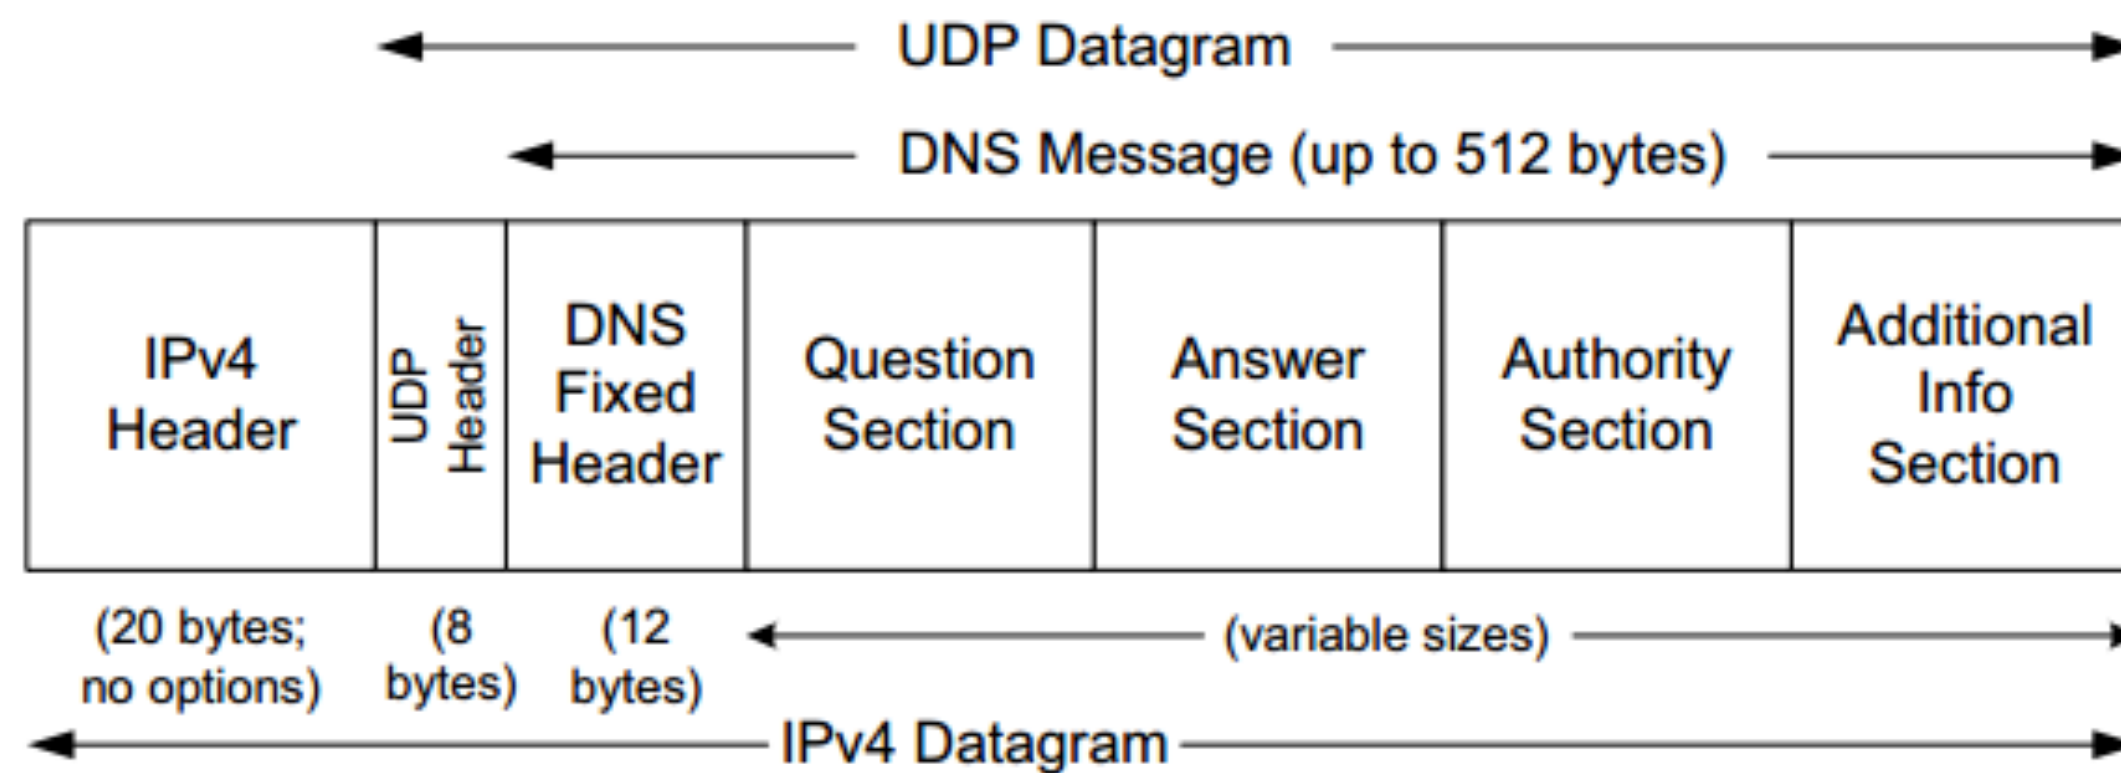 UDP Datagram
DNS Message (up to 512 bytes)
IPv4
Header
UDP
Header
DNS
Fixed
Header
Question
Section
Answer
Section
Authority
Section
Additional
Info
Section
(20 bytes;
no options)
(8
bytes)
(12
bytes)
(variable sizes)
IPv4 Datagram